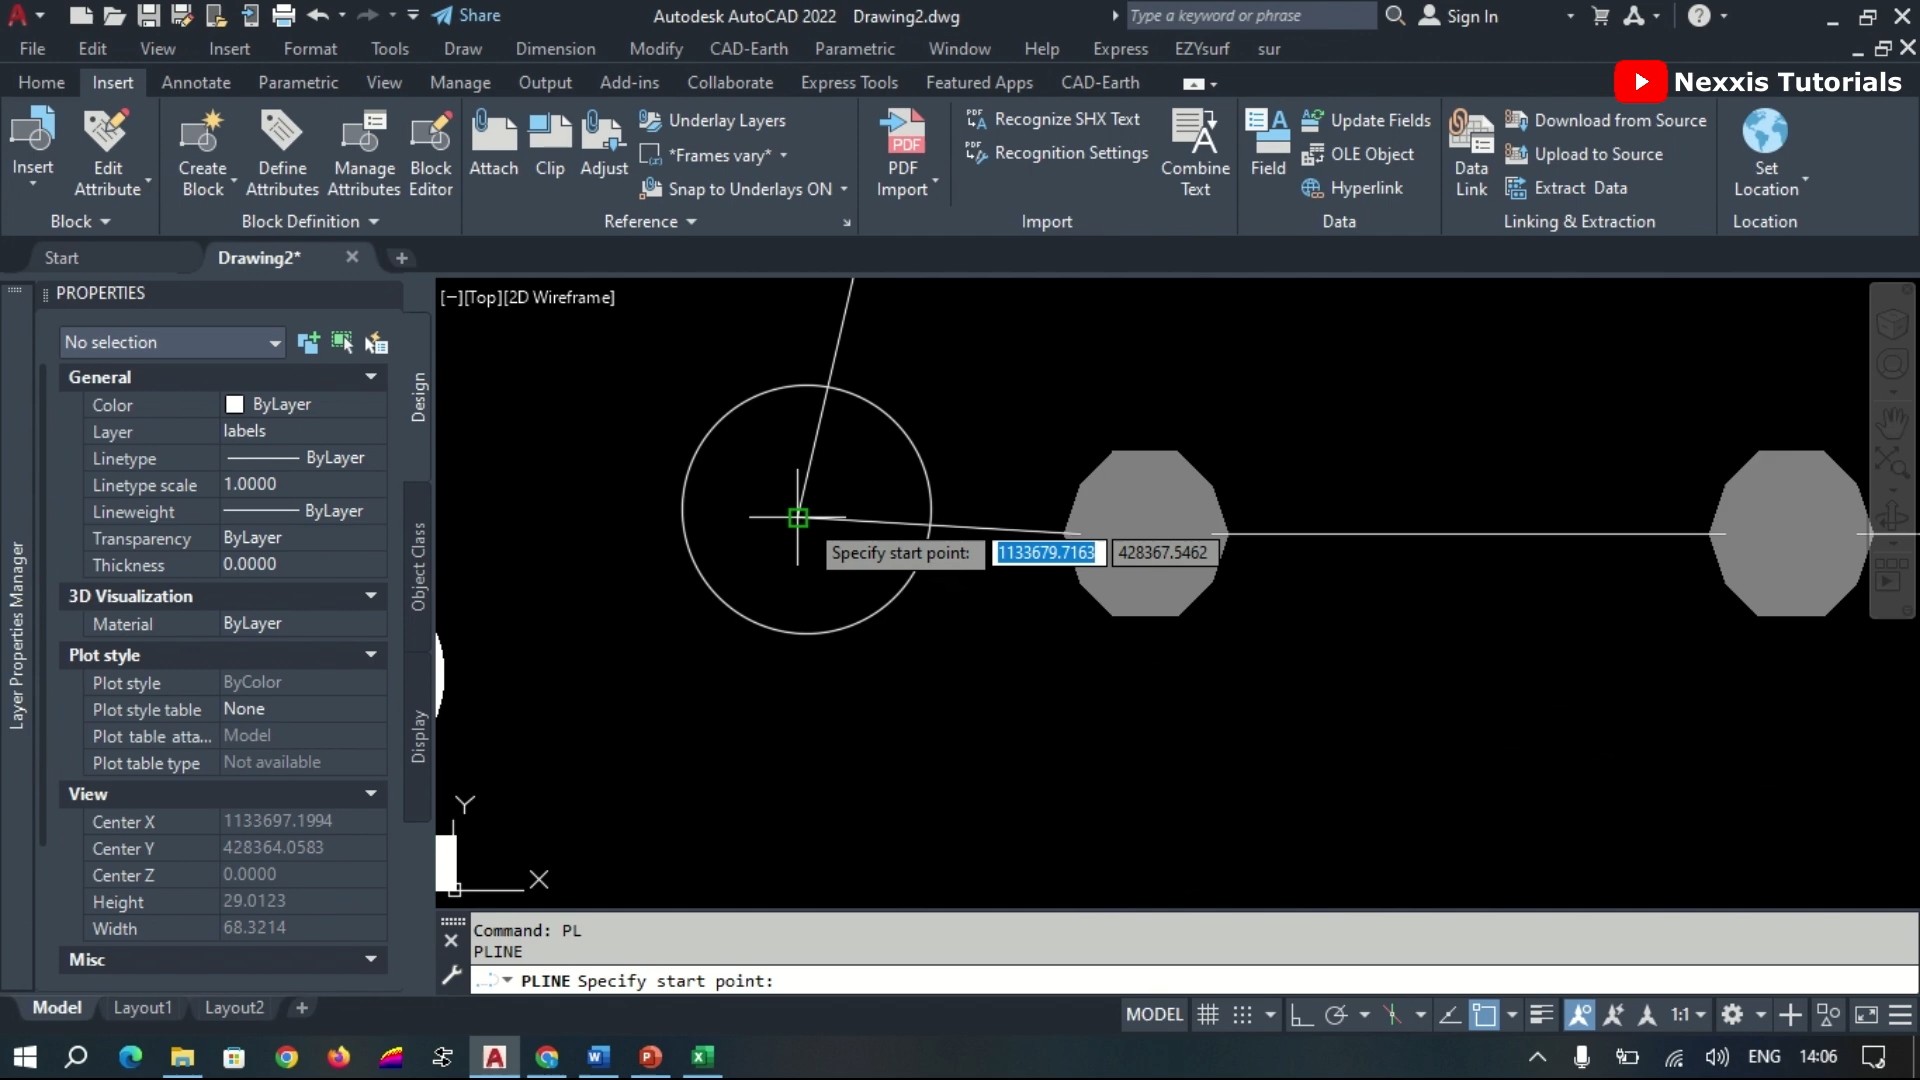 Share
Autodesk AutoCAD 2022 Drawing2.dwg
Type a keyword or phrase
Sign In
File Edit View Insert Format Tools Draw Dimension Modify CAD-Earth Parametric Window Help Express EZYsurf sur
Home Insert Annotate Parametric View Manage Output Add-ins Collaborate Express Tools Featured Apps CAD-Earth
Nexxis Tutorials
Insert
Edit
Attribute
Block
Create
Block
Define
Attributes
Manage
Attributes
Block
Editor
Block Definition
Attach
Clip
Adjust
Underlay Layers
*Frames vary*
Snap to Underlays ON
Reference
PDF
PDF
Import
Recognize SHX Text
Recognition Settings
Combine
Text
Import
Field
Update Fields
OLE Object
Hyperlink
Data
Data
Link
Download from Source
Upload to Source
Extract Data
Linking & Extraction
Set
Location
Location
Start
Drawing2*
PROPERTIES
No selection
General
Color ByLayer
Layer labels
Linetype ByLayer
Linetype scale 1.0000
Lineweight ByLayer
Transparency ByLayer
Thickness 0.0000
3D Visualization
Material ByLayer
Plot style
Plot style ByColor
Plot style table None
Plot table atta... Model
Plot table type Not available
View
Center X 1133697.1994
Center Y 428364.0583
Center Z 0.0000
Height 29.0123
Width 68.3214
Misc
Layer Properties Manager
Design
Object Class
Display
[−][Top][2D Wireframe]
Specify start point: 1133679.7163 428367.5462
Y
X
Command: PL
PLINE
PLINE Specify start point:
Model Layout1 Layout2
MODEL
1:1
ENG 14:06